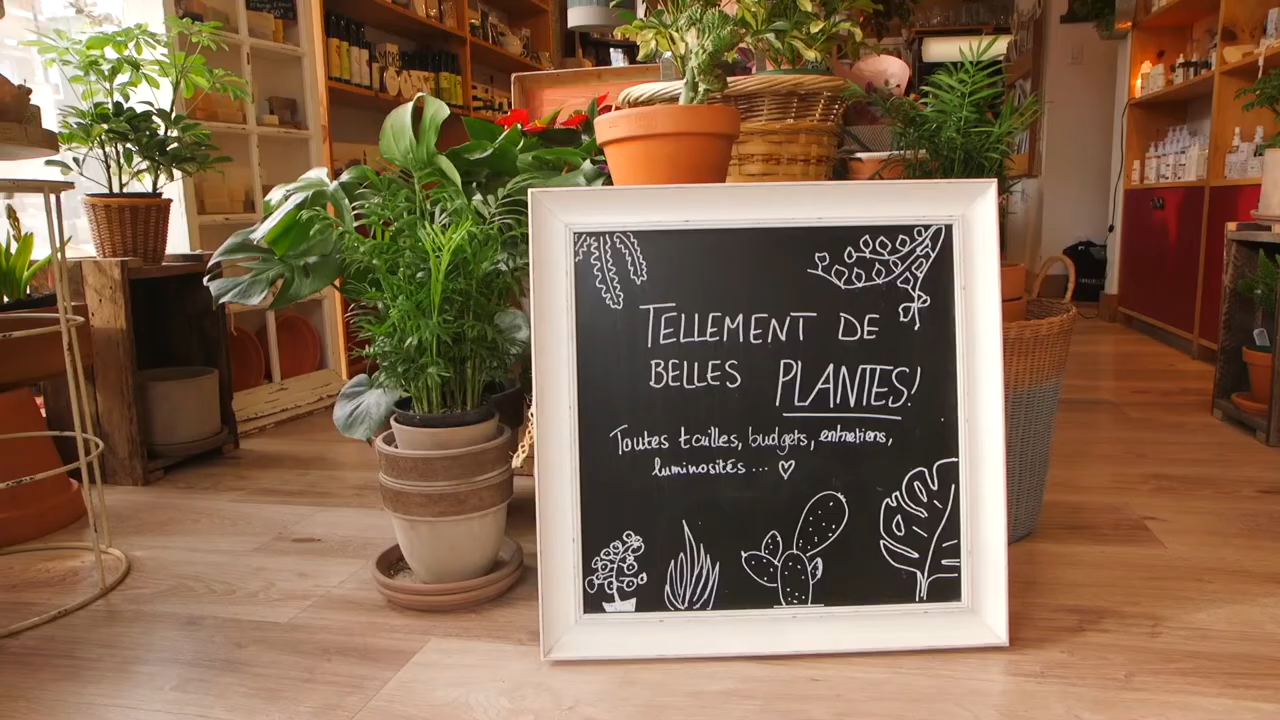 TELLEMENT DE
BELLES PLANTES!
Toutes tailles, budgets, entretiens,
luminosités ... ♡